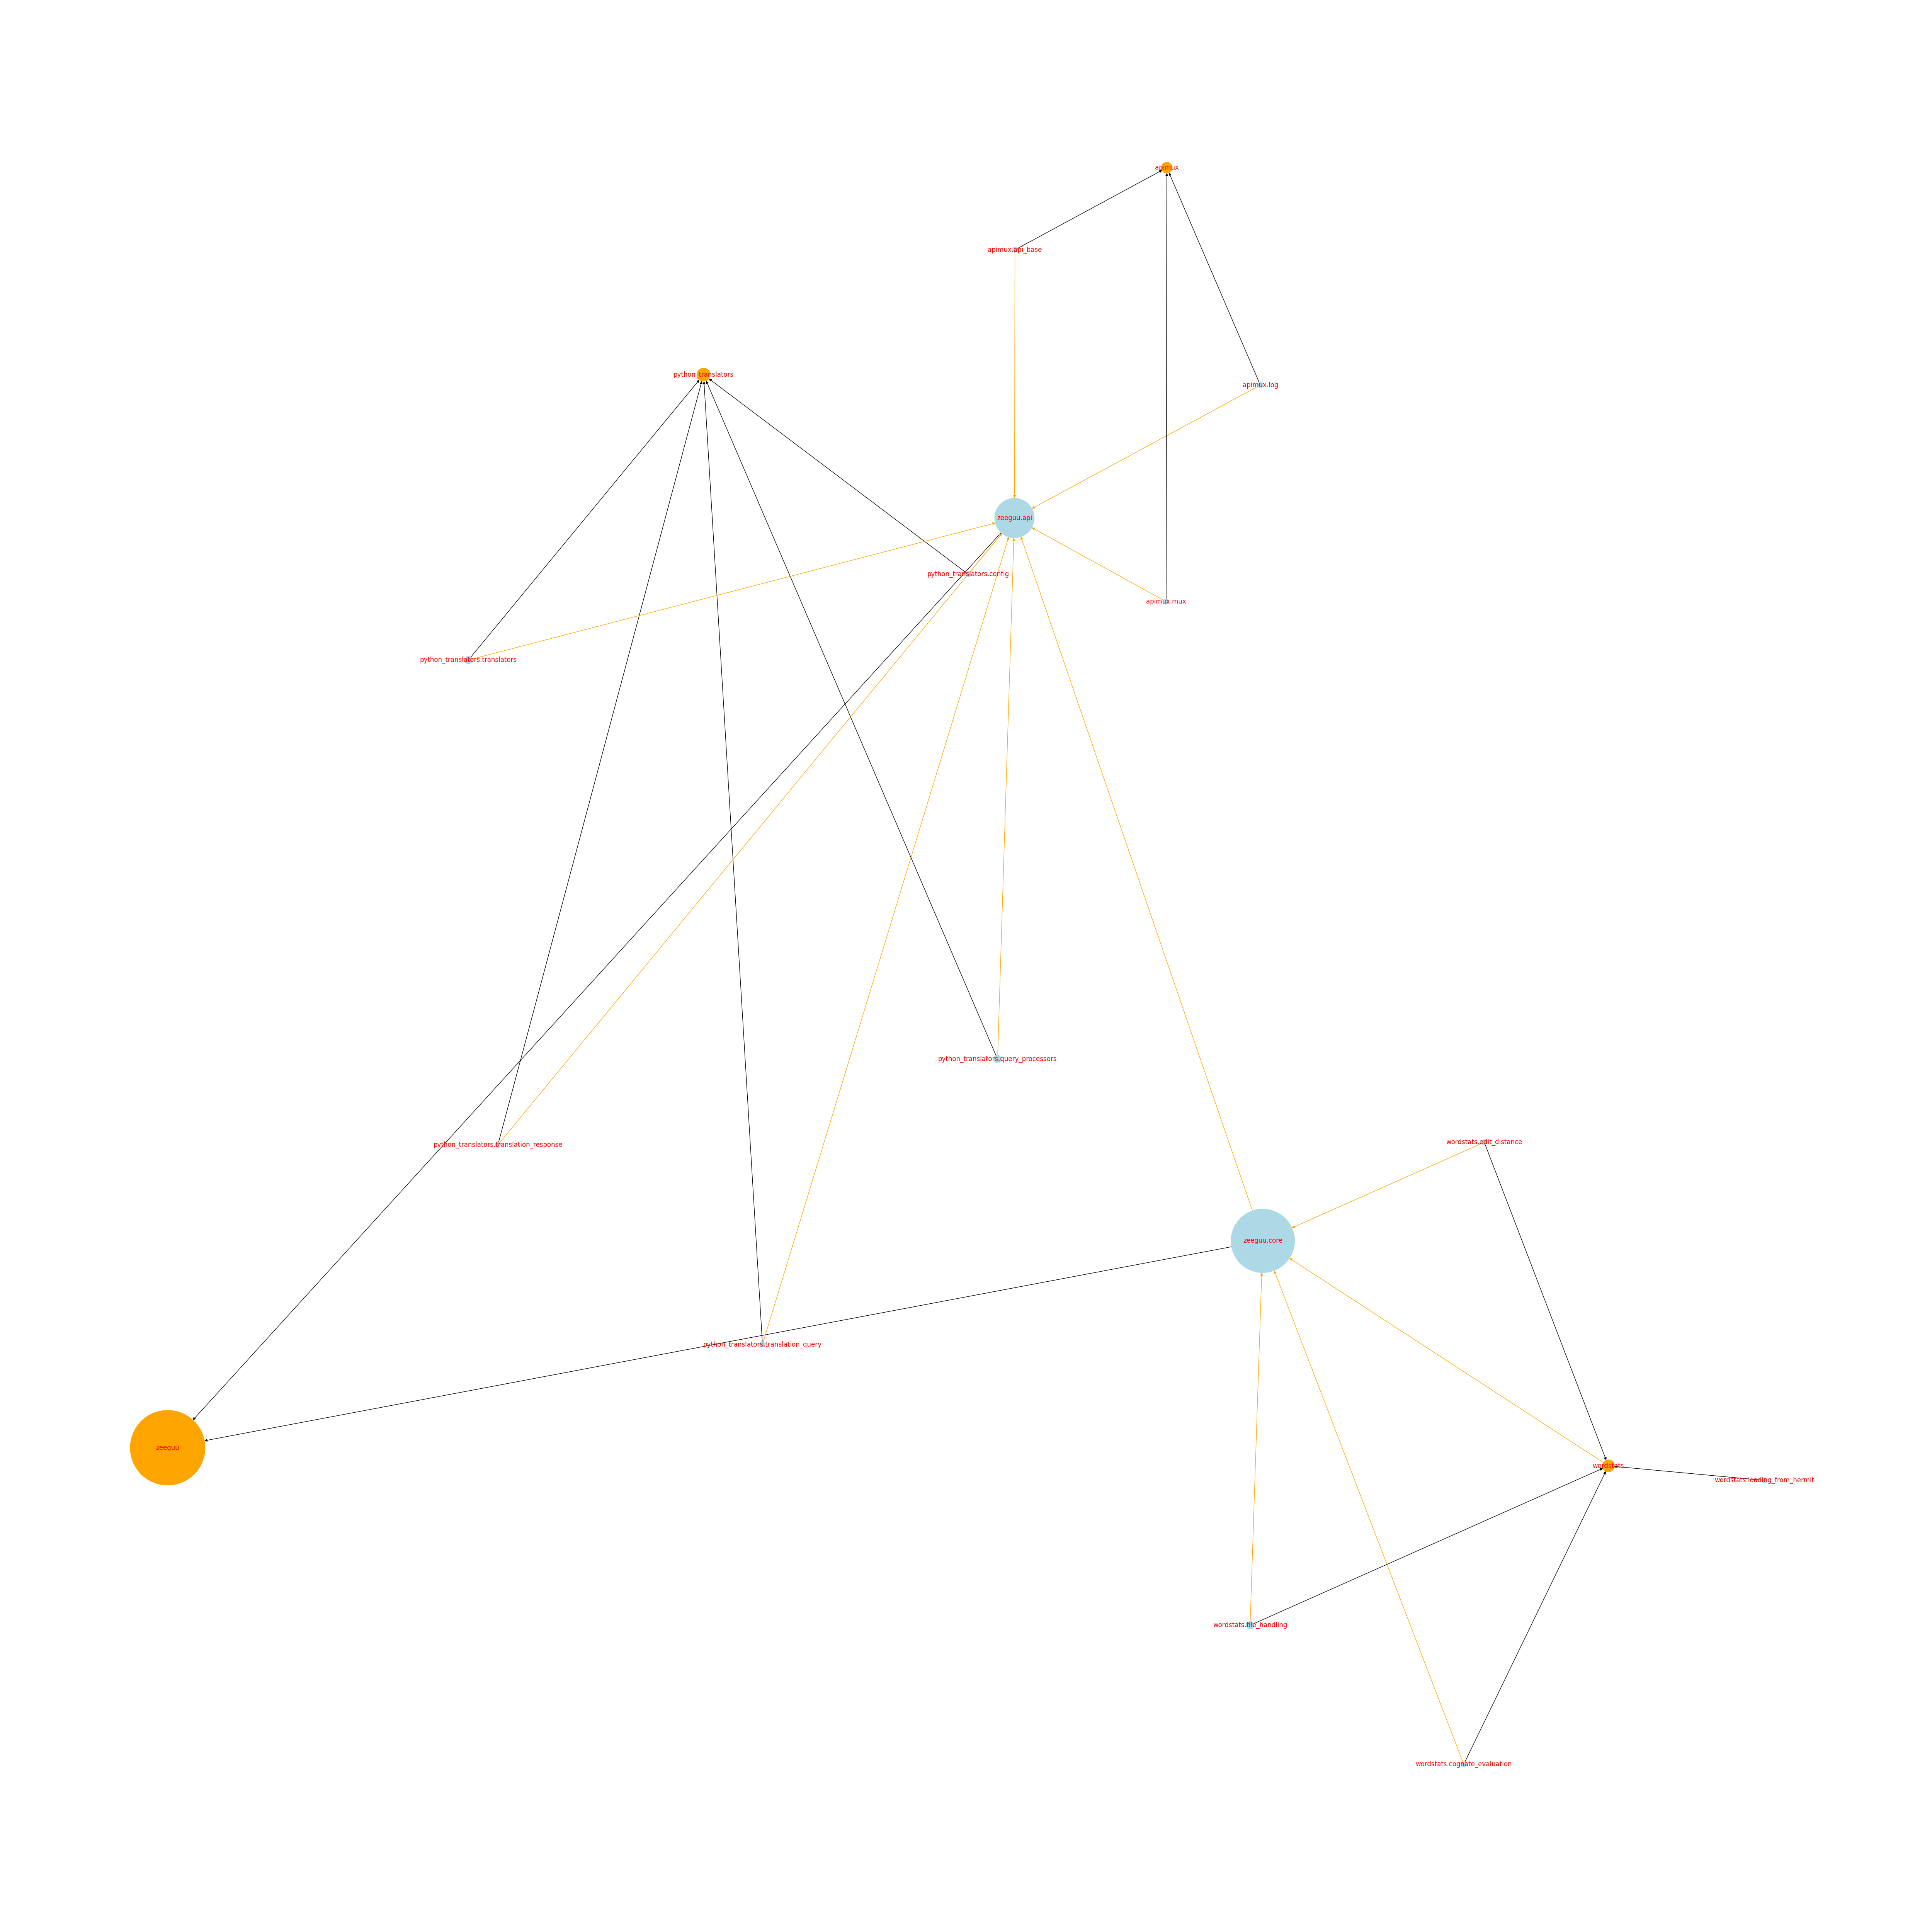 apimux
apimux.api_base
python_translators
apimux.log
zeeguu.api
python_translators.config
apimux.mux
python_translators.translators
python_translators.query_processors
wordstats.edit_distance
python_translators.translation_response
zeeguu.core
python_translators.translation_query
zeeguu
wordstats
wordstats.loading_from_hermit
wordstats.file_handling
wordstats.cognate_evaluation